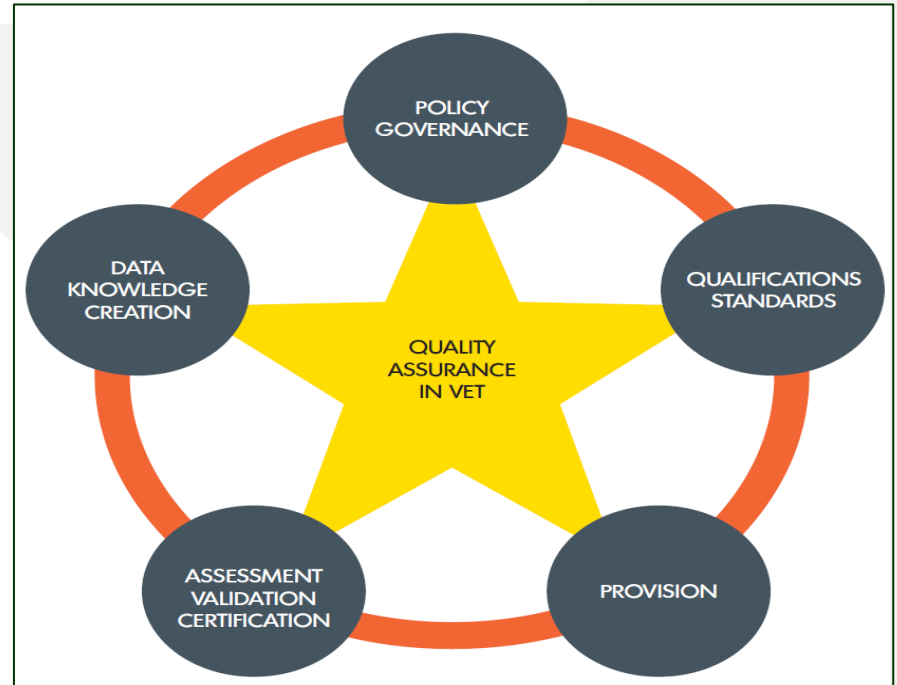 POLICY
GOVERNANCE
DATA
KNOWLEDGE
CREATION
QUALIFICATIONS
STANDARDS
QUALITY
ASSURANCE
IN VET
ASSESSMENT
VALIDATION
CERTIFICATION
PROVISION